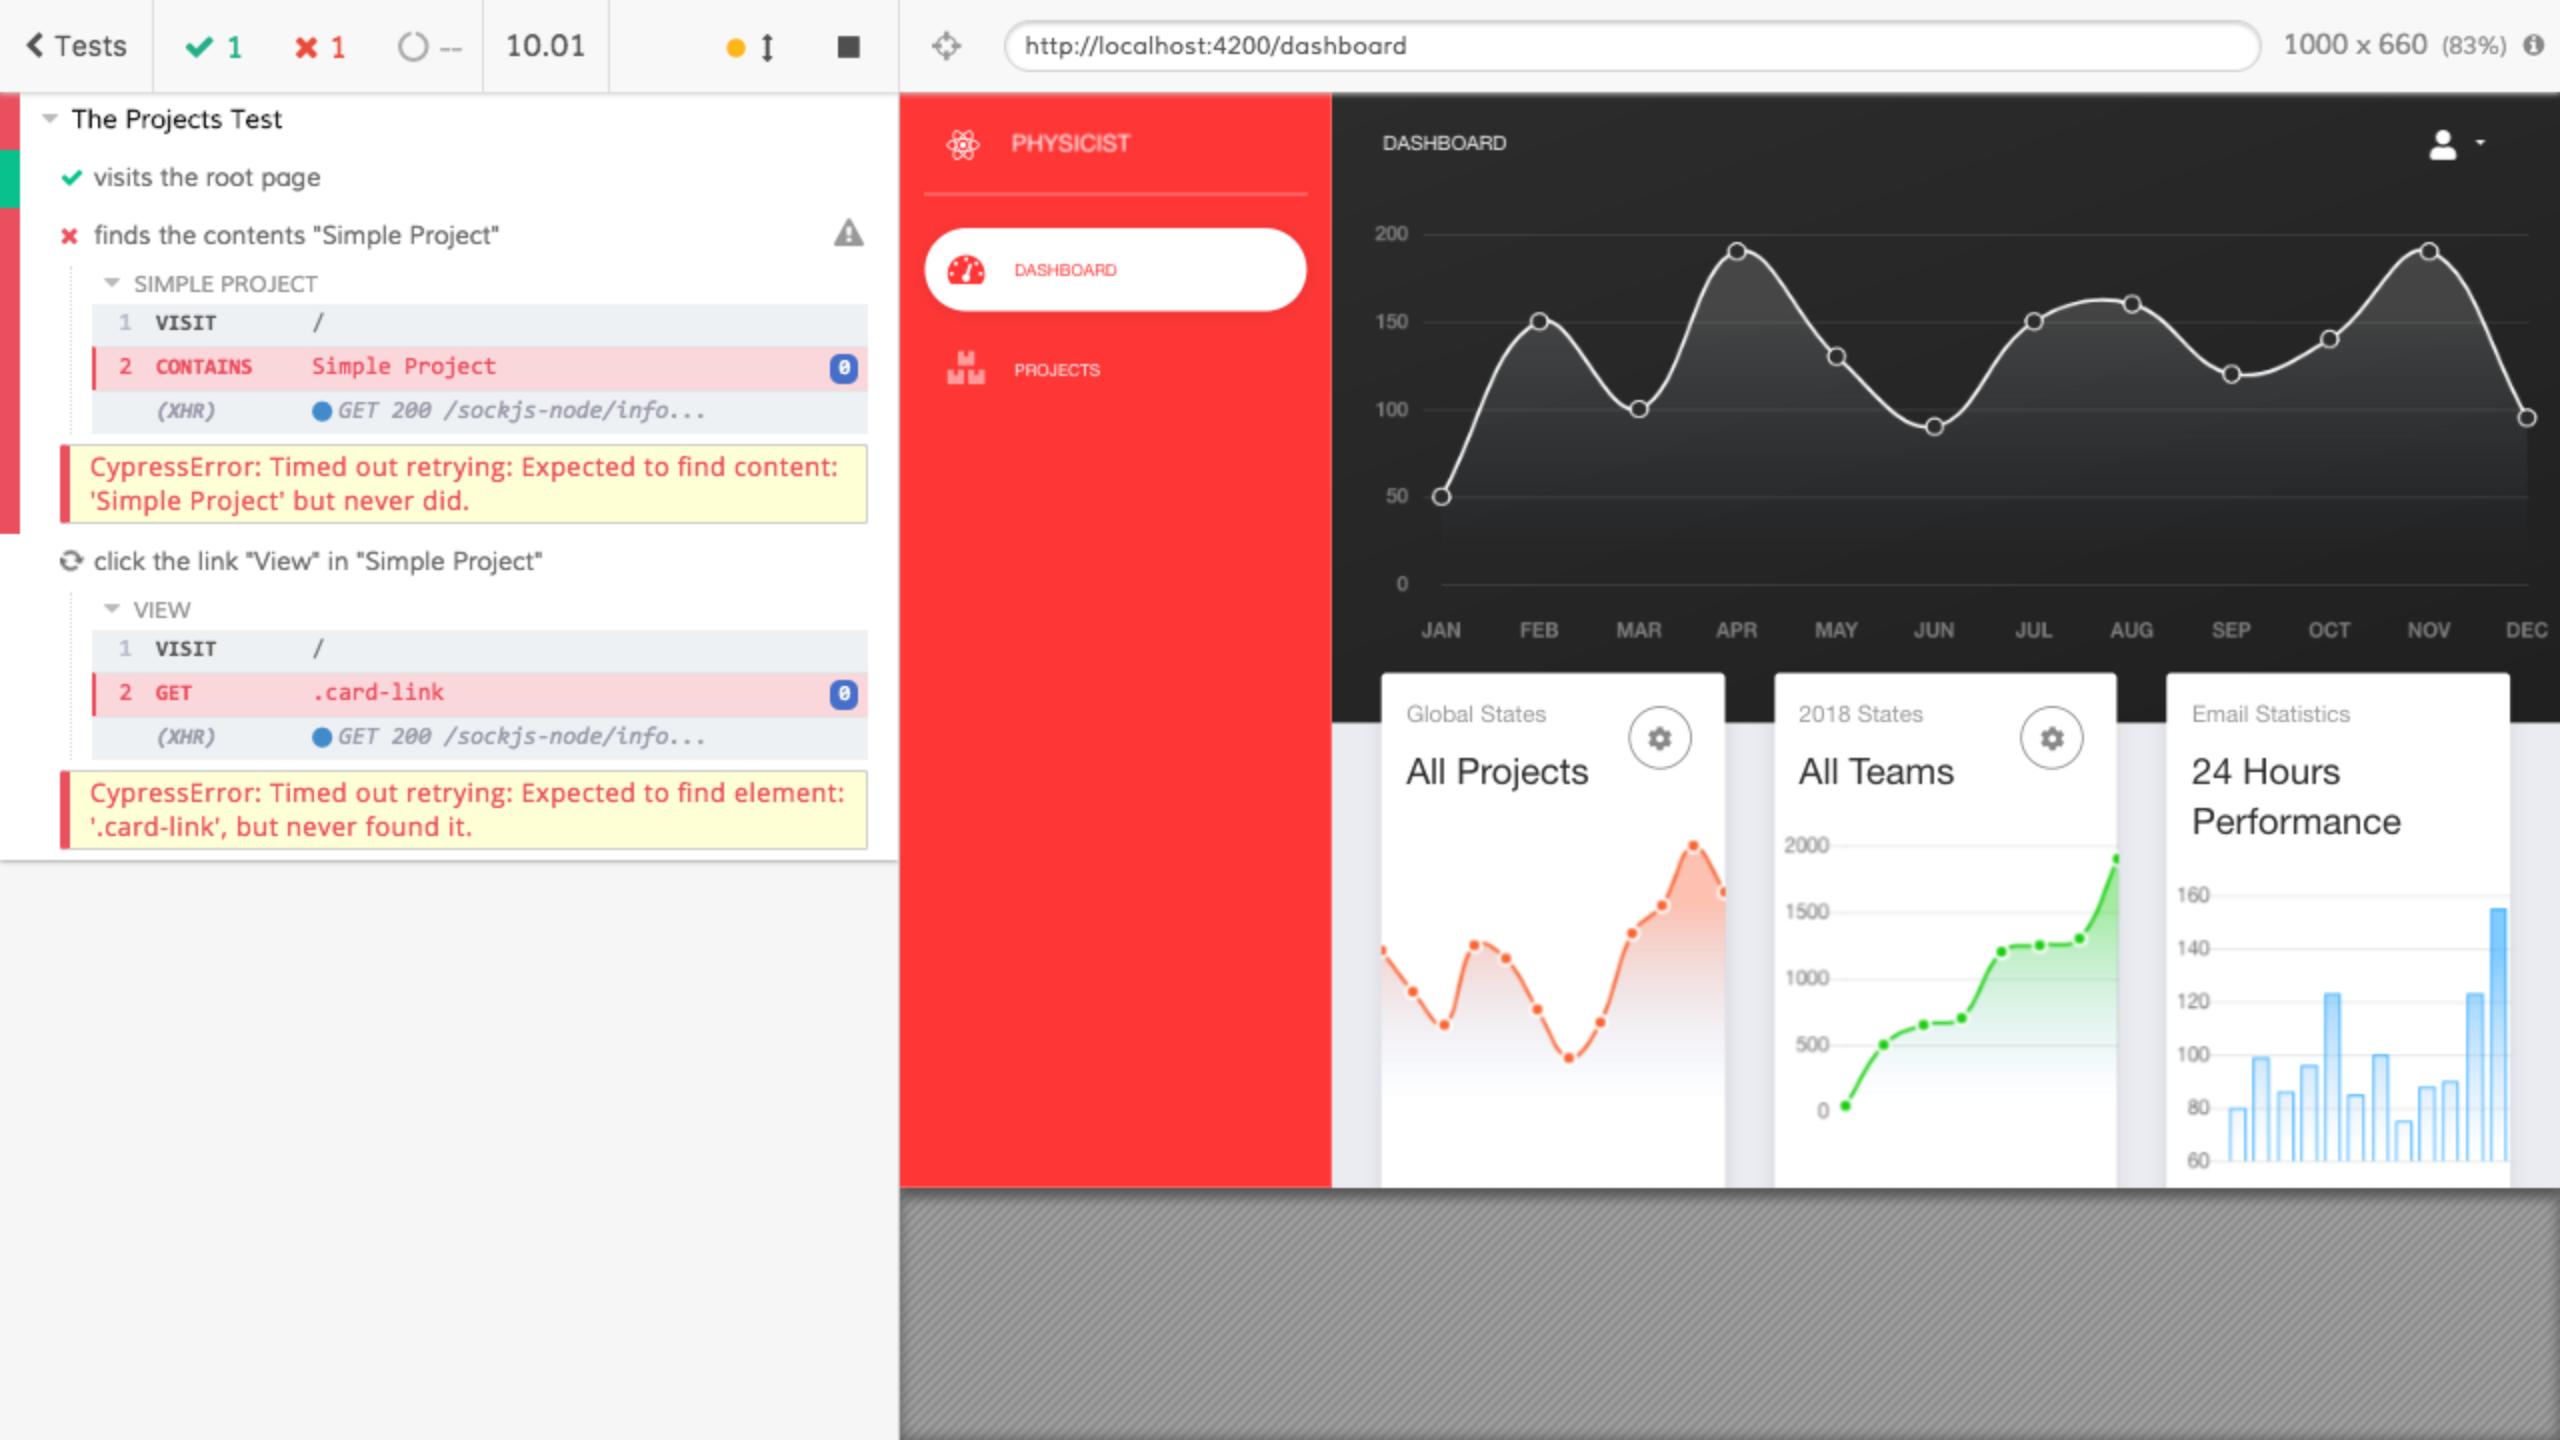 Tests
1
1
--
10.01
http://localhost:4200/dashboard
1000 x 660 (83%)
The Projects Test
visits the root page
finds the contents "Simple Project"
SIMPLE PROJECT
1 VISIT /
2 CONTAINS Simple Project 0
(XHR) GET 200 /sockjs-node/info...
CypressError: Timed out retrying: Expected to find content:
'Simple Project' but never did.
click the link "View" in "Simple Project"
VIEW
1 VISIT /
2 GET .card-link 0
(XHR) GET 200 /sockjs-node/info...
CypressError: Timed out retrying: Expected to find element:
'.card-link', but never found it.
PHYSICIST
DASHBOARD
PROJECTS
DASHBOARD
200
150
100
50
0
JAN FEB MAR APR MAY JUN JUL AUG SEP OCT NOV DEC
Global States
All Projects
2018 States
All Teams
2000
1500
1000
500
0
Email Statistics
24 Hours
Performance
160
140
120
100
80
60